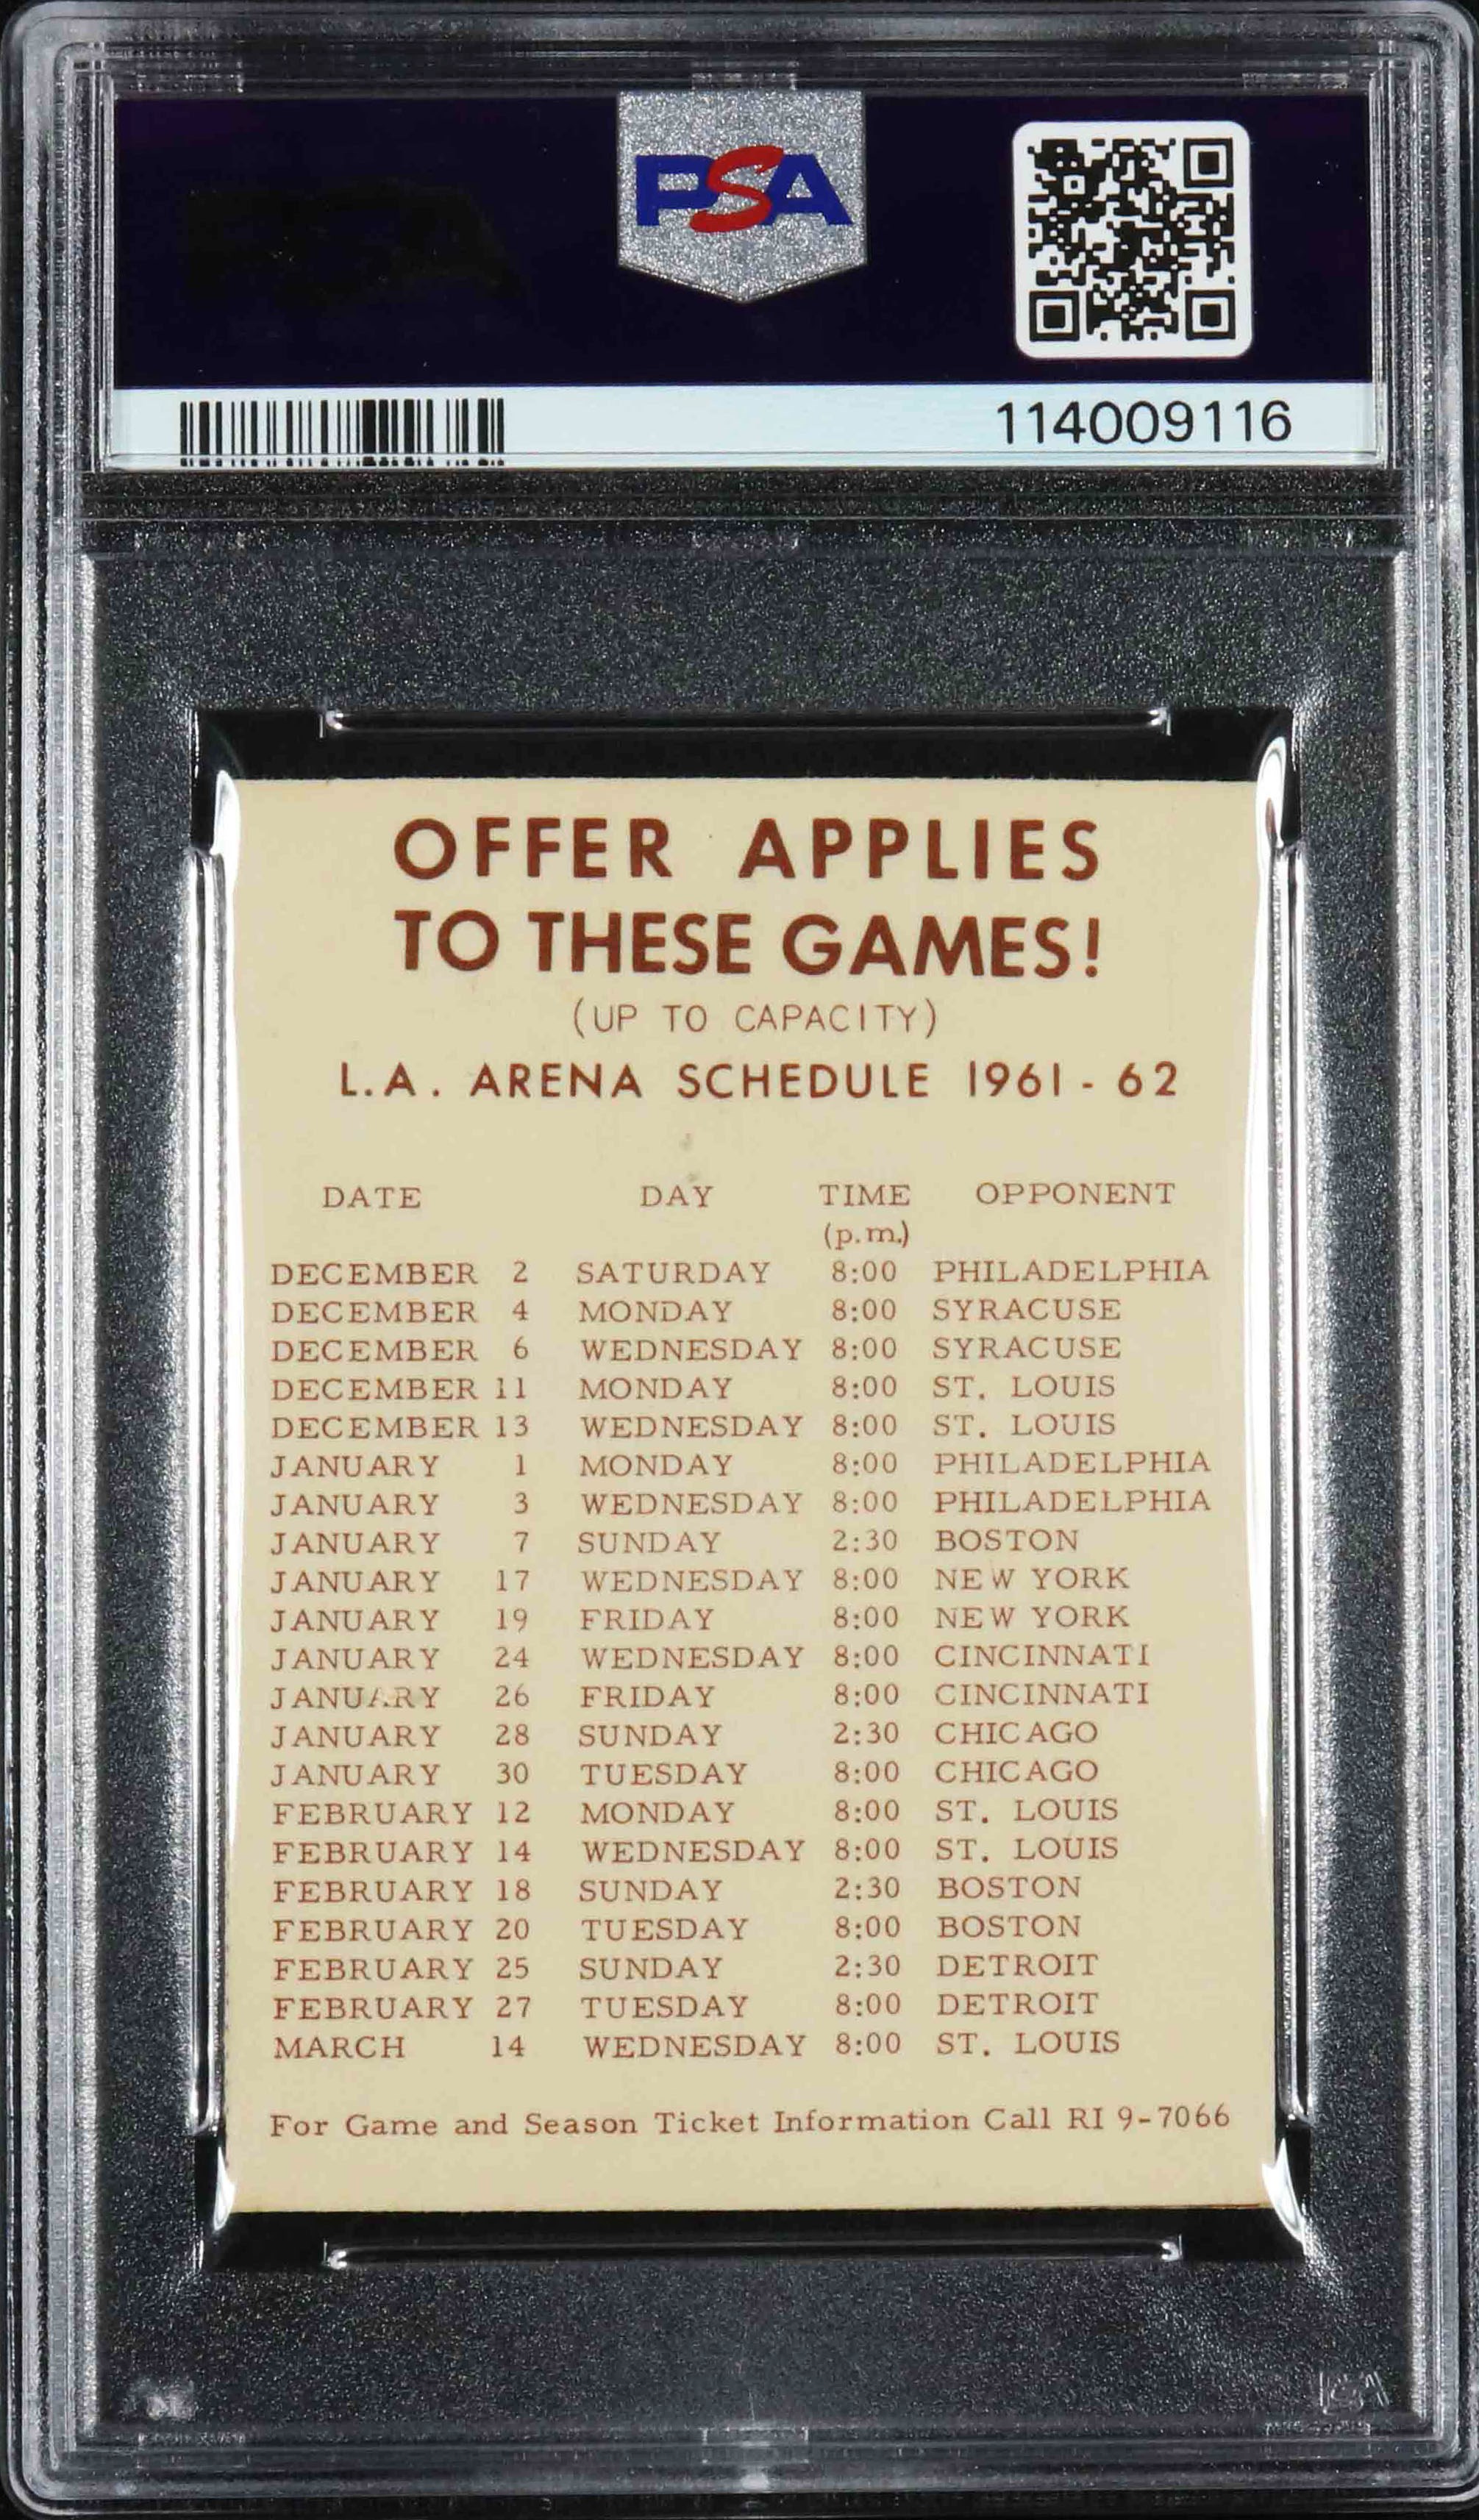 PSA
114009116
OFFER APPLIES
TO THESE GAMES!
(UP TO CAPACITY)
L.A. ARENA SCHEDULE 1961-62
DATE DAY TIME OPPONENT
(p.m.)
DECEMBER 2 SATURDAY 8:00 PHILADELPHIA
DECEMBER 4 MONDAY 8:00 SYRACUSE
DECEMBER 6 WEDNESDAY 8:00 SYRACUSE
DECEMBER 11 MONDAY 8:00 ST. LOUIS
DECEMBER 13 WEDNESDAY 8:00 ST. LOUIS
JANUARY 1 MONDAY 8:00 PHILADELPHIA
JANUARY 3 WEDNESDAY 8:00 PHILADELPHIA
JANUARY 7 SUNDAY 2:30 BOSTON
JANUARY 17 WEDNESDAY 8:00 NEW YORK
JANUARY 19 FRIDAY 8:00 NEW YORK
JANUARY 24 WEDNESDAY 8:00 CINCINNATI
JANUARY 26 FRIDAY 8:00 CINCINNATI
JANUARY 28 SUNDAY 2:30 CHICAGO
JANUARY 30 TUESDAY 8:00 CHICAGO
FEBRUARY 12 MONDAY 8:00 ST. LOUIS
FEBRUARY 14 WEDNESDAY 8:00 ST. LOUIS
FEBRUARY 18 SUNDAY 2:30 BOSTON
FEBRUARY 20 TUESDAY 8:00 BOSTON
FEBRUARY 25 SUNDAY 2:30 DETROIT
FEBRUARY 27 TUESDAY 8:00 DETROIT
MARCH 14 WEDNESDAY 8:00 ST. LOUIS
For Game and Season Ticket Information Call RI 9-7066